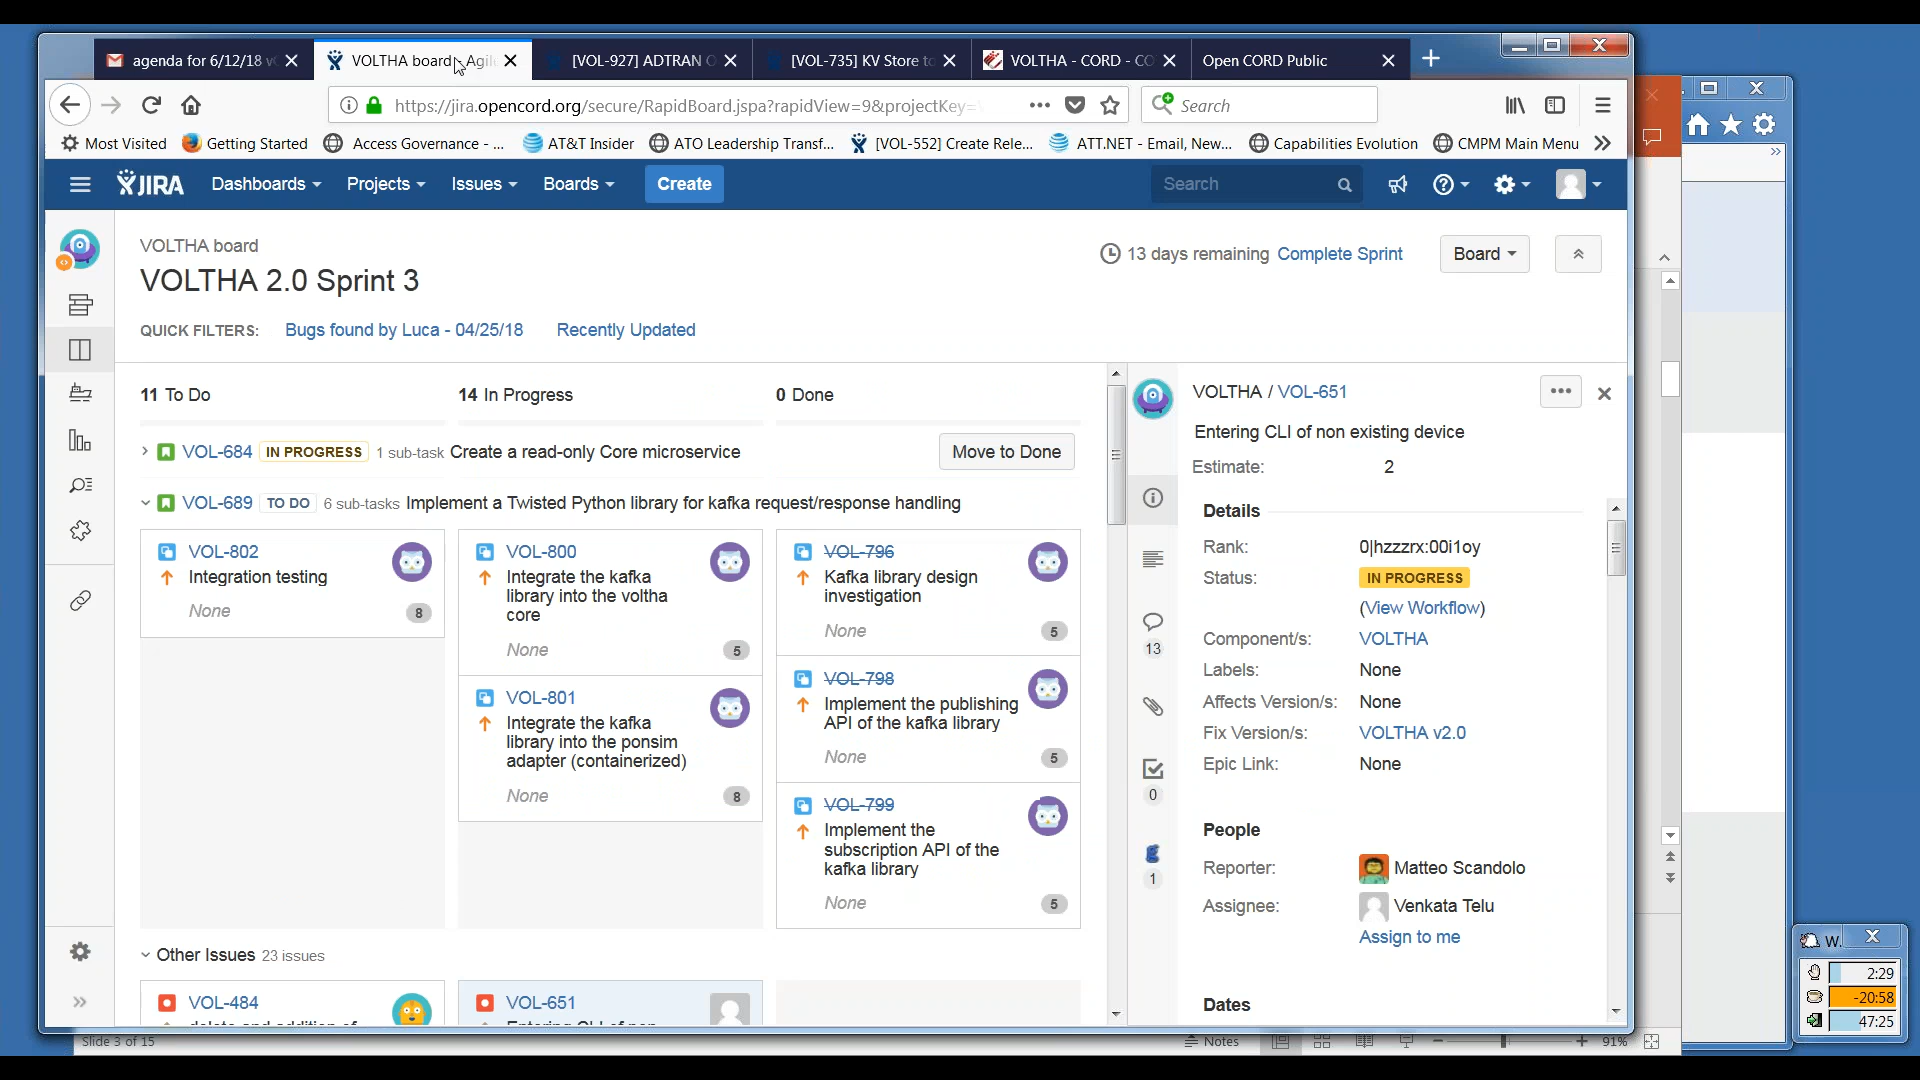 agenda for 6/12/18 v
VOLTHA board - Agil
[VOL-927] ADTRAN O
[VOL-735] KV Store to
VOLTHA - CORD - CO
Open CORD Public
https://jira.opencord.org/secure/RapidBoard.jspa?rapidView=9&projectKey=
Search
Most Visited
Getting Started
Access Governance - ...
AT&T Insider
ATO Leadership Transf...
[VOL-552] Create Rele...
ATT.NET - Email, New...
Capabilities Evolution
CMPM Main Menu
JIRA
Dashboards
Projects
Issues
Boards
Create
Search
VOLTHA board
VOLTHA 2.0 Sprint 3
13 days remaining
Complete Sprint
Board
QUICK FILTERS:
Bugs found by Luca - 04/25/18
Recently Updated
11 To Do
14 In Progress
0 Done
VOL-684 IN PROGRESS 1 sub-task Create a read-only Core microservice
Move to Done
VOL-689 TO DO 6 sub-tasks Implement a Twisted Python library for kafka request/response handling
VOL-802
Integration testing
None
8
VOL-800
Integrate the kafka
library into the voltha
core
None
5
VOL-801
Integrate the kafka
library into the ponsim
adapter (containerized)
None
8
VOL-796
Kafka library design
investigation
None
5
VOL-798
Implement the publishing
API of the kafka library
None
5
VOL-799
Implement the
subscription API of the
kafka library
None
5
Other Issues 23 issues
VOL-484
delete and addition of
VOL-651
Entering CLI of non
VOLTHA / VOL-651
Entering CLI of non existing device
Estimate: 2
13
0
1
Details
Rank: 0|hzzzrx:00i1oy
Status: IN PROGRESS
(View Workflow)
Component/s: VOLTHA
Labels: None
Affects Version/s: None
Fix Version/s: VOLTHA v2.0
Epic Link: None
People
Reporter: Matteo Scandolo
Assignee: Venkata Telu
Assign to me
Dates
Slide 3 of 15
Notes
91%
W.
2:29
-20:58
47:25